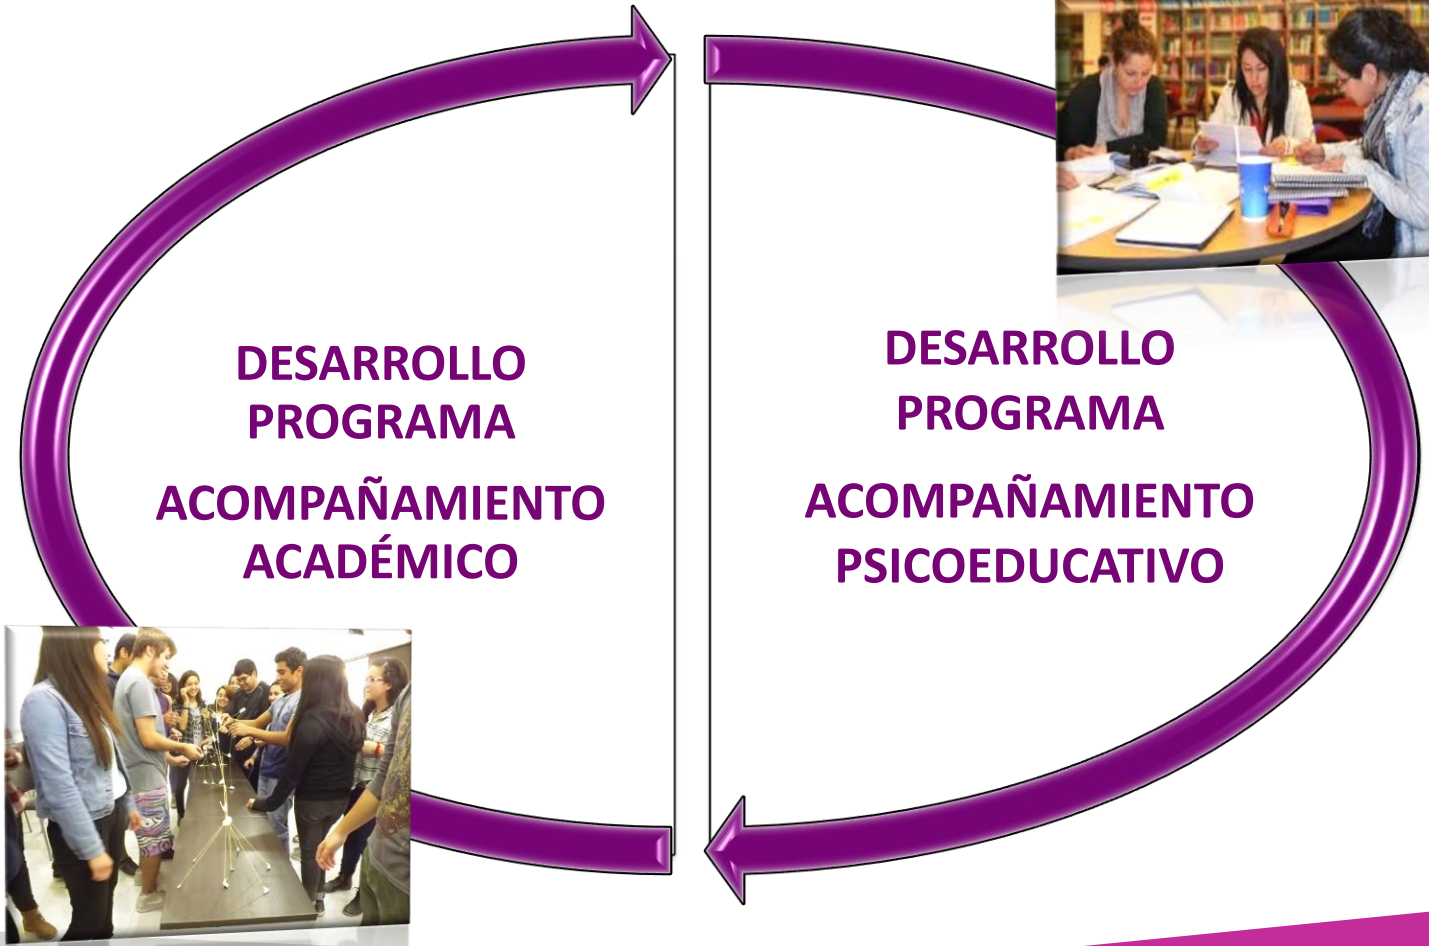 DESARROLLO
PROGRAMA
ACOMPAÑAMIENTO
ACADÉMICO
DESARROLLO
PROGRAMA
ACOMPAÑAMIENTO
PSICOEDUCATIVO